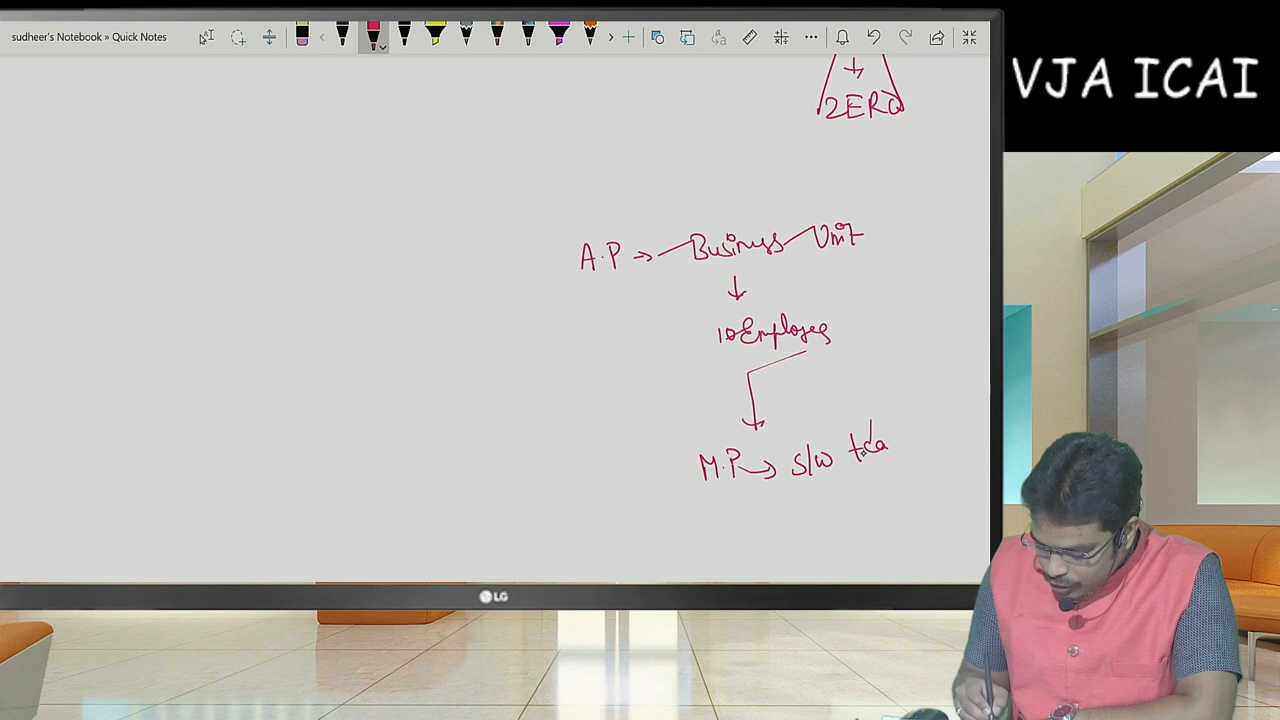 sudheer's Notebook » Quick Notes
VJA ICAI
ZERO
A.P → Business Unit
10 Employees
M.P → S/W
LG